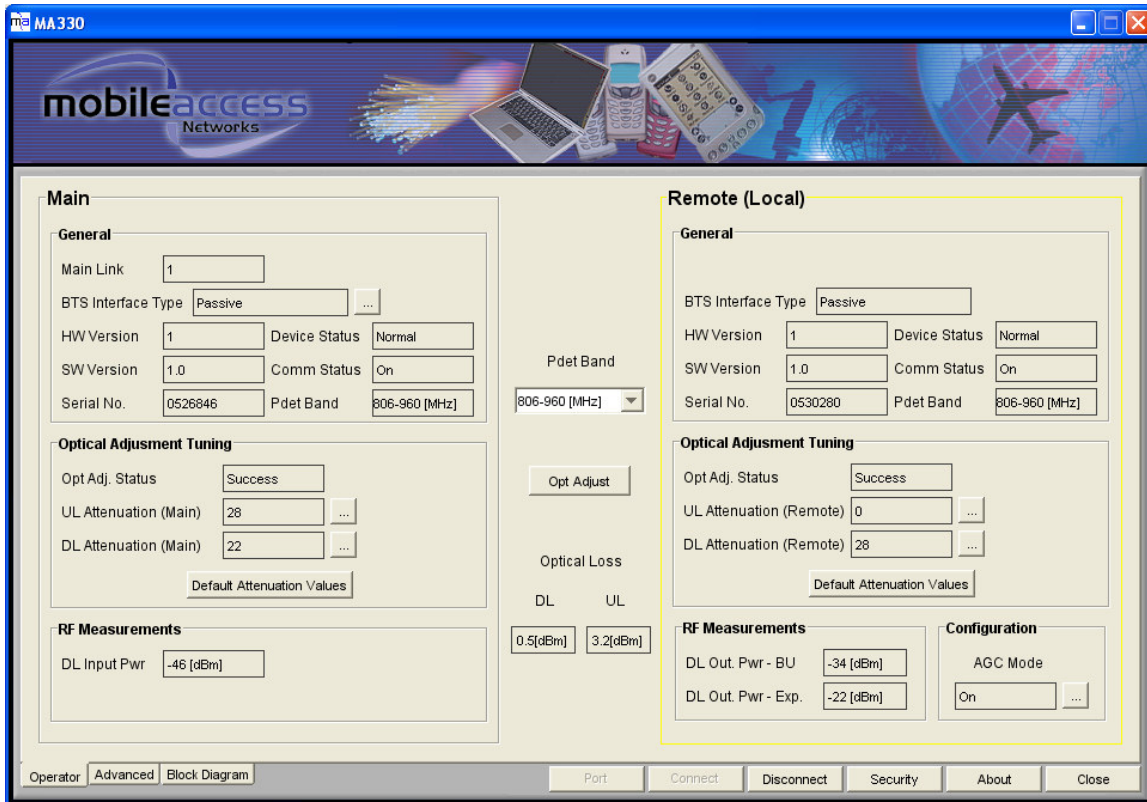 ma MA330
mobileaccess
Networks
Main
General
Main Link 1
BTS Interface Type Passive ...
HW Version 1 Device Status Normal
SW Version 1.0 Comm Status On
Serial No. 0526846 Pdet Band 806-960 [MHz]
Optical Adjusment Tuning
Opt Adj. Status Success
UL Attenuation (Main) 28 ...
DL Attenuation (Main) 22 ...
Default Attenuation Values
RF Measurements
DL Input Pwr -46 [dBm]
Pdet Band
806-960 [MHz]
Opt Adjust
Optical Loss
DL UL
0.5[dBm] 3.2[dBm]
Remote (Local)
General
BTS Interface Type Passive
HW Version 1 Device Status Normal
SW Version 1.0 Comm Status On
Serial No. 0530280 Pdet Band 806-960 [MHz]
Optical Adjusment Tuning
Opt Adj. Status Success
UL Attenuation (Remote) 0 ...
DL Attenuation (Remote) 28 ...
Default Attenuation Values
RF Measurements
DL Out. Pwr - BU -34 [dBm]
DL Out. Pwr - Exp. -22 [dBm]
Configuration
AGC Mode
On ...
Operator Advanced Block Diagram
Port Connect Disconnect Security About Close